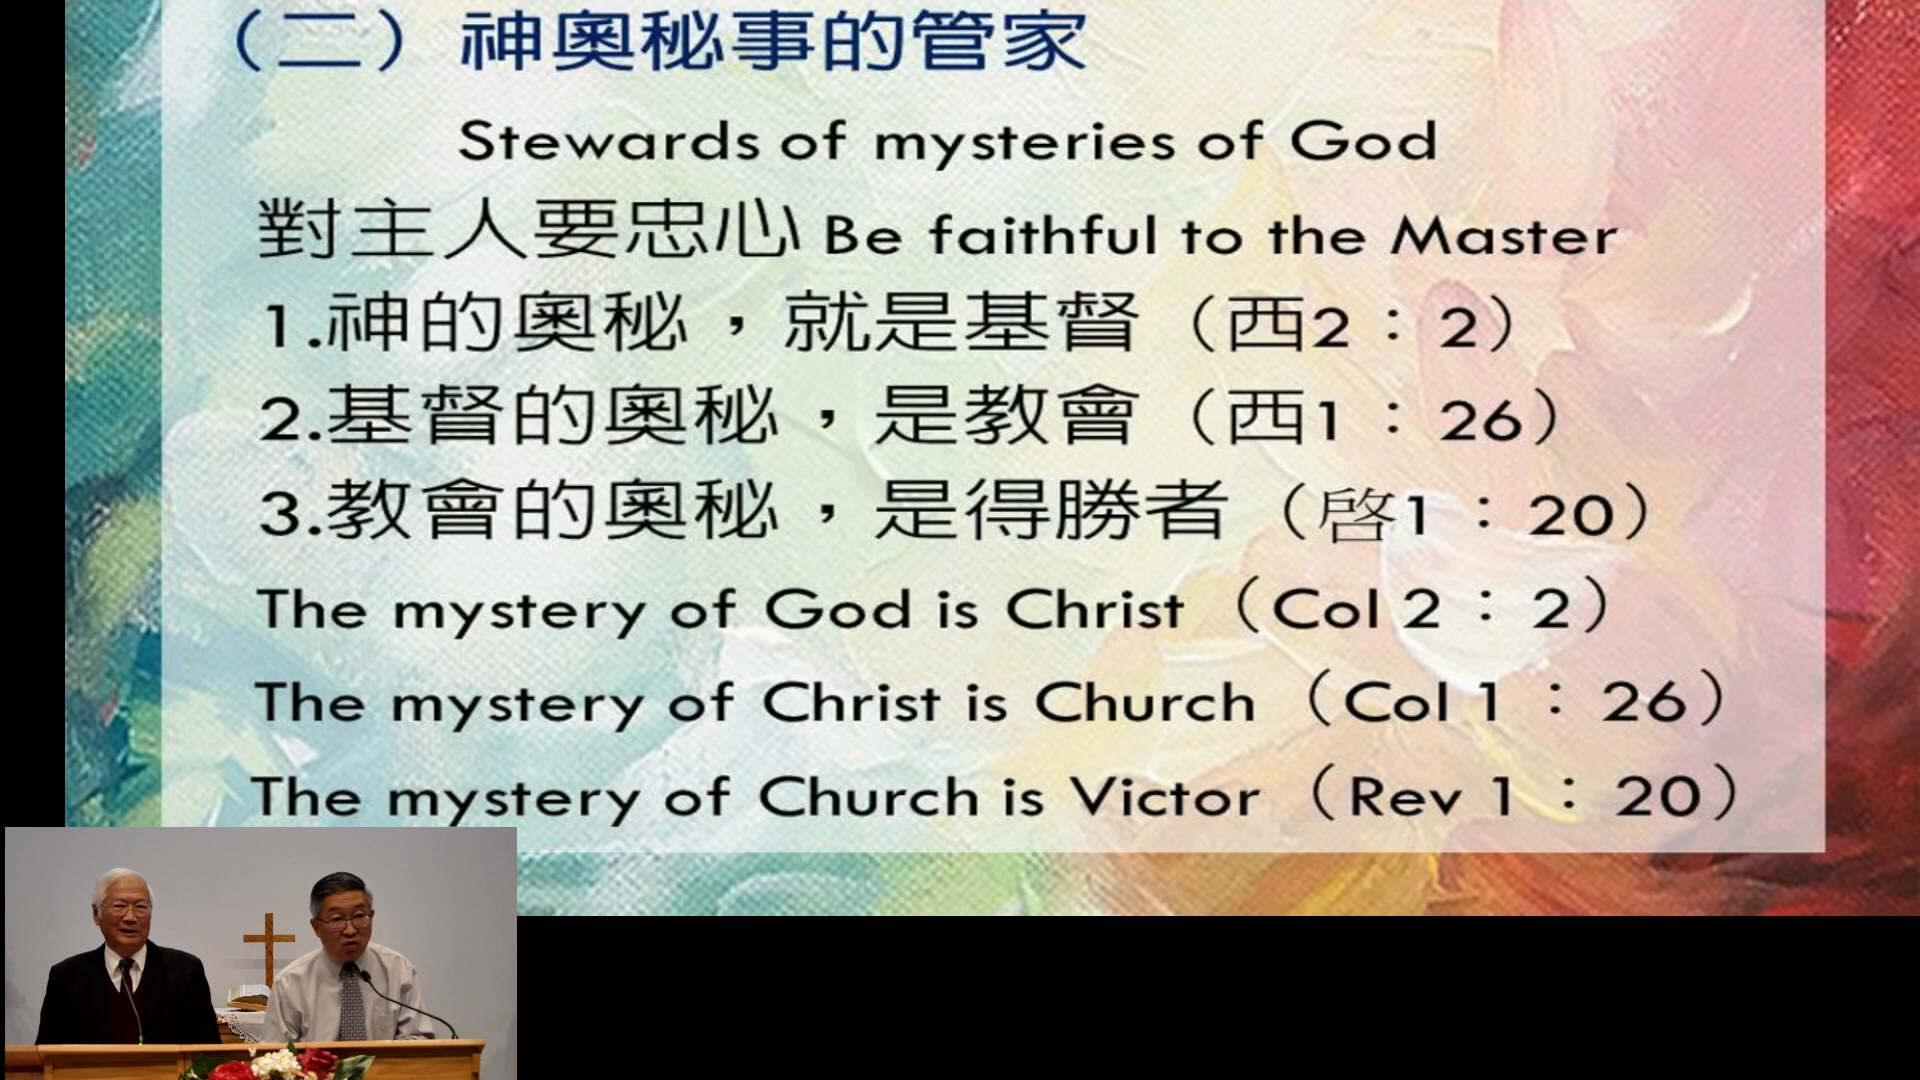 （二） 神奧秘事的管家
Stewards of mysteries of God
對主人要忠心 Be faithful to the Master
1.神的奧秘，就是基督（西2：2）
2.基督的奧秘，是教會（西1：26）
3.教會的奧秘，是得勝者（啓1：20）
The mystery of God is Christ （Col 2：2）
The mystery of Christ is Church （Col 1：26）
The mystery of Church is Victor （Rev 1：20）